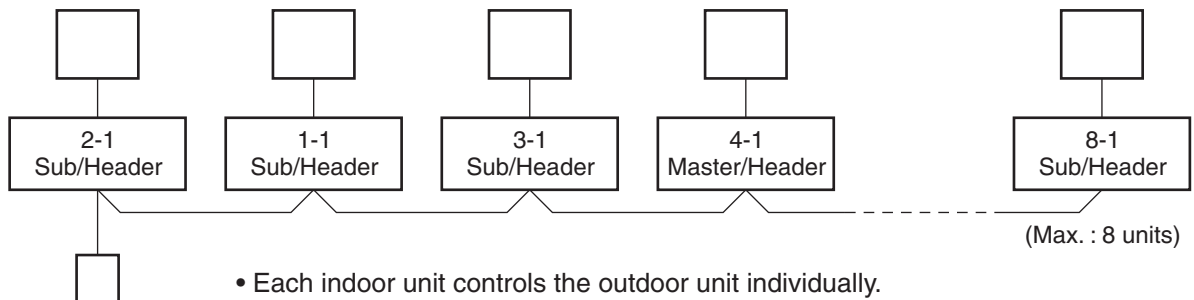 2-1
Sub/Header
1-1
Sub/Header
3-1
Sub/Header
4-1
Master/Header
8-1
Sub/Header
(Max. : 8 units)
• Each indoor unit controls the outdoor unit individually.